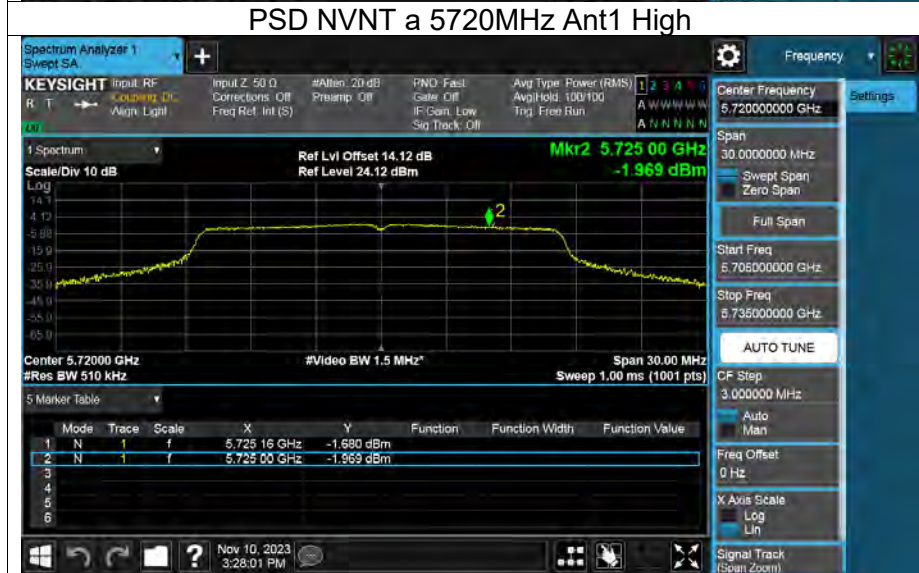 PSD NVNT a 5720MHz Ant1 High
Spectrum Analyzer 1
Swept SA
+
Frequency
KEYSIGHT
R T
Input: RF
Coupling: DC
Align: Light
Input Z: 50 Ω
Corrections: Off
Freq Ref: Int (S)
#Atten: 20 dB
Preamp: Off
PNO: Fast
Gate: Off
IF Gain: Low
Sig Track: Off
Avg Type: Power (RMS)
Avg|Hold: 100/100
Trig: Free Run
1 2 3 4 5 6
A W W W W W
A N N N N N
Center Frequency
5.720000000 GHz
Settings
Span
30.0000000 MHz
Swept Span
Zero Span
Full Span
Start Freq
5.705000000 GHz
Stop Freq
5.735000000 GHz
AUTO TUNE
CF Step
3.000000 MHz
Auto
Man
Freq Offset
0 Hz
X Axis Scale
Log
Lin
Signal Track
(Span Zoom)
1 Spectrum
Scale/Div 10 dB
Ref Lvl Offset 14.12 dB
Ref Level 24.12 dBm
Mkr2 5.725 00 GHz
-1.969 dBm
Log
14.1
4.12
-5.88
-15.9
-25.9
-35.9
-45.9
-55.9
-65.9
2
Center 5.72000 GHz
#Res BW 510 kHz
#Video BW 1.5 MHz*
Span 30.00 MHz
Sweep 1.00 ms (1001 pts)
5 Marker Table
Mode Trace Scale X Y Function Function Width Function Value
1 N 1 f 5.725 16 GHz -1.680 dBm
2 N 1 f 5.725 00 GHz -1.969 dBm
3
4
5
6
?
Nov 10, 2023
3:28:01 PM